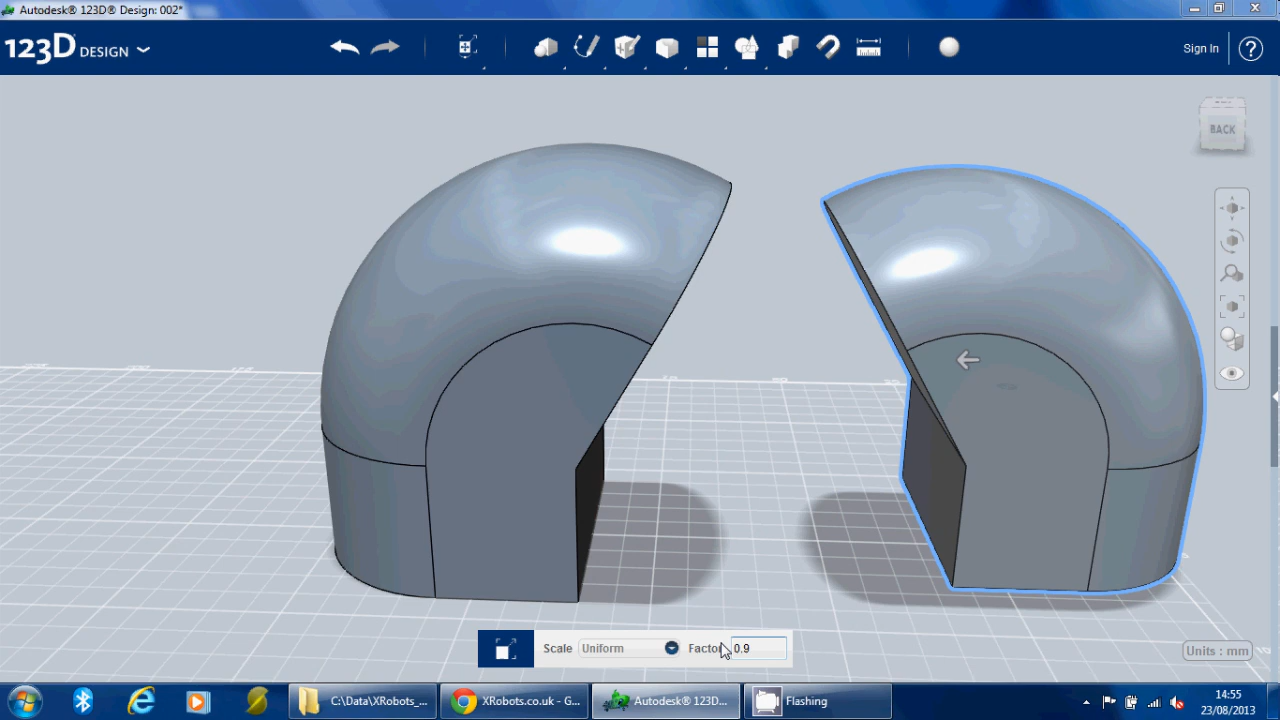 Autodesk® 123D® Design: 002*
123D DESIGN
Sign In
?
BACK
Scale Uniform Factor 0.9
Units : mm
C:\Data\XRobots_...
XRobots.co.uk - G...
Autodesk® 123D...
Flashing
14:55
23/08/2013